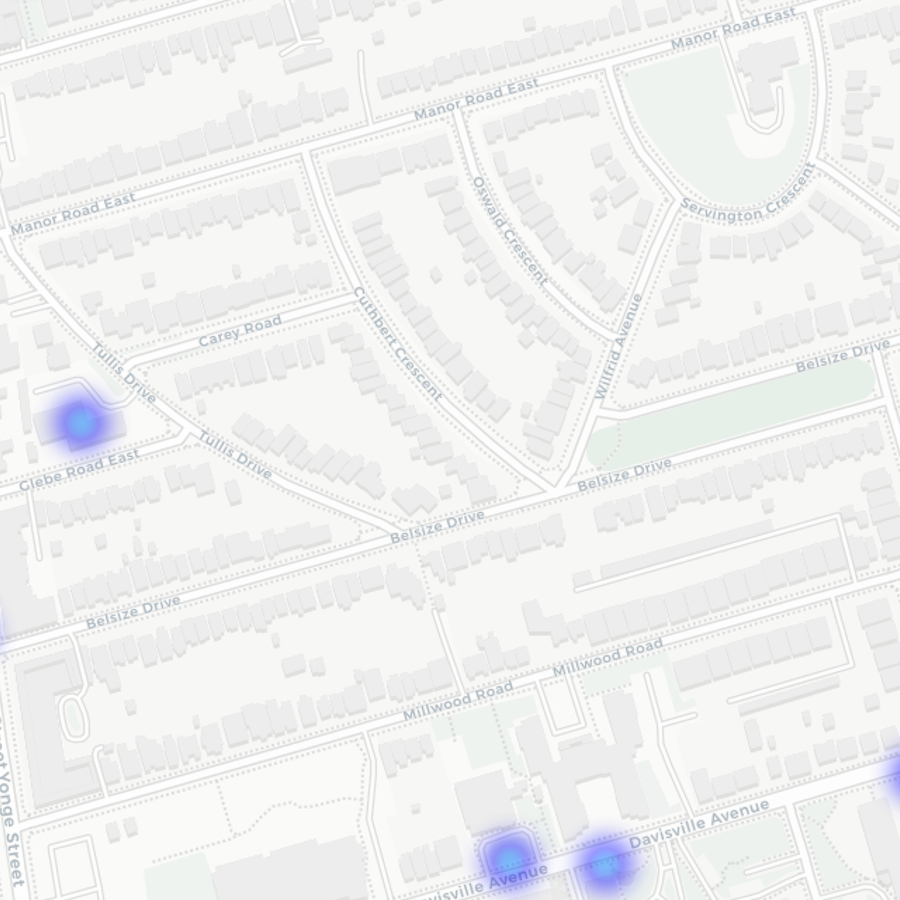 Manor Road East
Manor Road East
Manor Road East
Oswald Crescent
Servington Crescent
Cuthbert Crescent
Carey Road
Wilfrid Avenue
Belsize Drive
Tullis Drive
Tullis Drive
Glebe Road East
Belsize Drive
Belsize Drive
Belsize Drive
Millwood Road
Millwood Road
Yonge Street
Davisville Avenue
visville Avenue